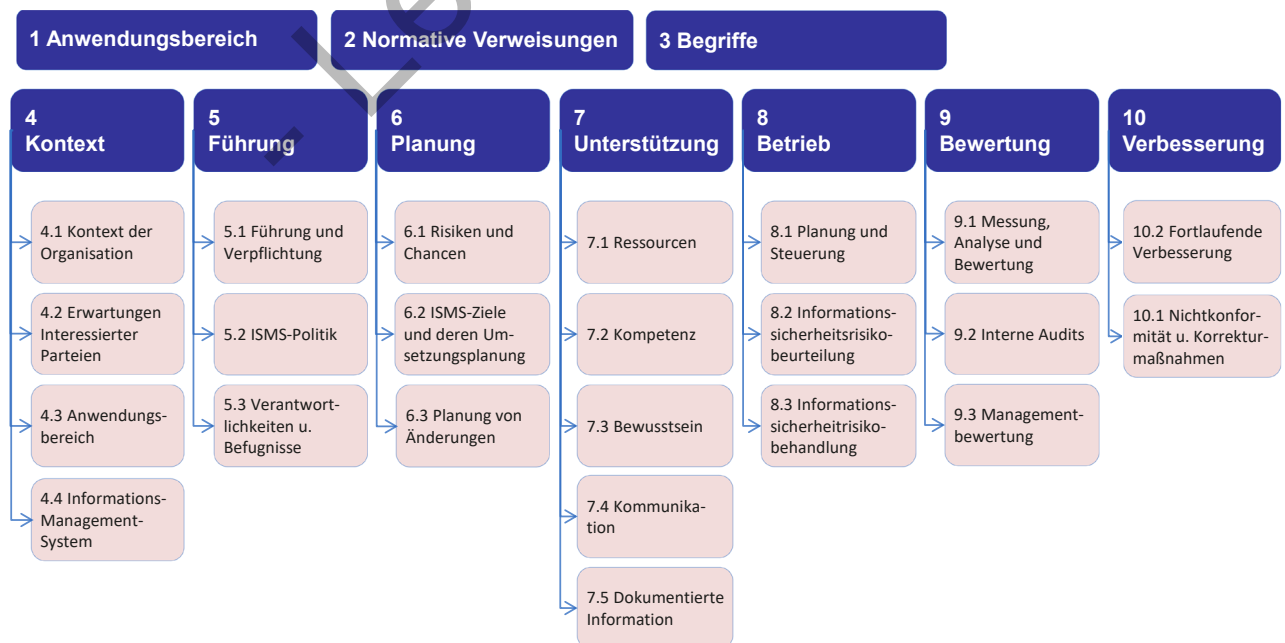 1 Anwendungsbereich
2 Normative Verweisungen
3 Begriffe
4
Kontext
4.1 Kontext der
Organisation
4.2 Erwartungen
Interessierter
Parteien
4.3 Anwendungs-
bereich
4.4 Informations-
Management-
System
5
Führung
5.1 Führung und
Verpflichtung
5.2 ISMS-Politik
5.3 Verantwort-
lichkeiten u.
Befugnisse
6
Planung
6.1 Risiken und
Chancen
6.2 ISMS-Ziele
und deren Um-
setzungsplanung
6.3 Planung von
Änderungen
7
Unterstützung
7.1 Ressourcen
7.2 Kompetenz
7.3 Bewusstsein
7.4 Kommunika-
tion
7.5 Dokumentierte
Information
8
Betrieb
8.1 Planung und
Steuerung
8.2 Informations-
sicherheitsrisiko-
beurteilung
8.3 Informations-
sicherheitrisiko-
behandlung
9
Bewertung
9.1 Messung,
Analyse und
Bewertung
9.2 Interne Audits
9.3 Management-
bewertung
10
Verbesserung
10.2 Fortlaufende
Verbesserung
10.1 Nichtkonfor-
mität u. Korrektur-
maßnahmen
- Le